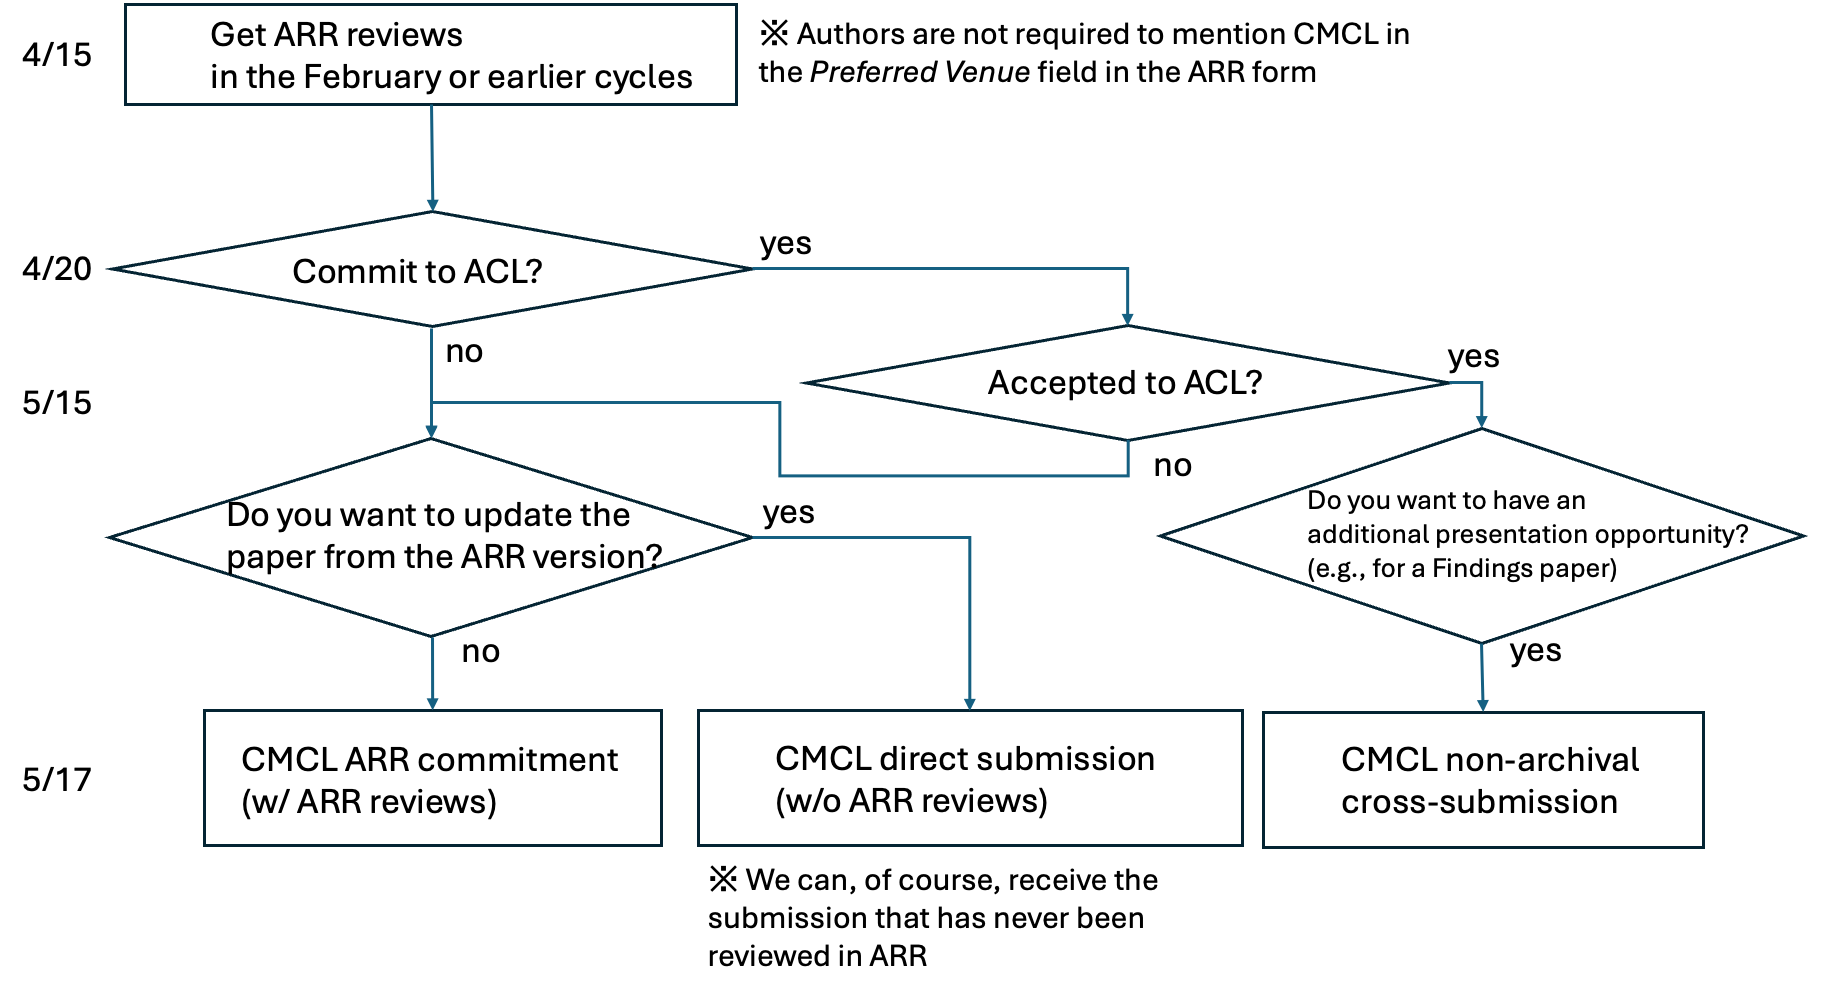 4/15
Get ARR reviews
in the February or earlier cycles
※ Authors are not required to mention CMCL in
the Preferred Venue field in the ARR form
4/20
Commit to ACL?
yes
no
Accepted to ACL?
yes
no
5/15
Do you want to update the
paper from the ARR version?
yes
no
Do you want to have an
additional presentation opportunity?
(e.g., for a Findings paper)
yes
5/17
CMCL ARR commitment
(w/ ARR reviews)
CMCL direct submission
(w/o ARR reviews)
CMCL non-archival
cross-submission
※ We can, of course, receive the
submission that has never been
reviewed in ARR